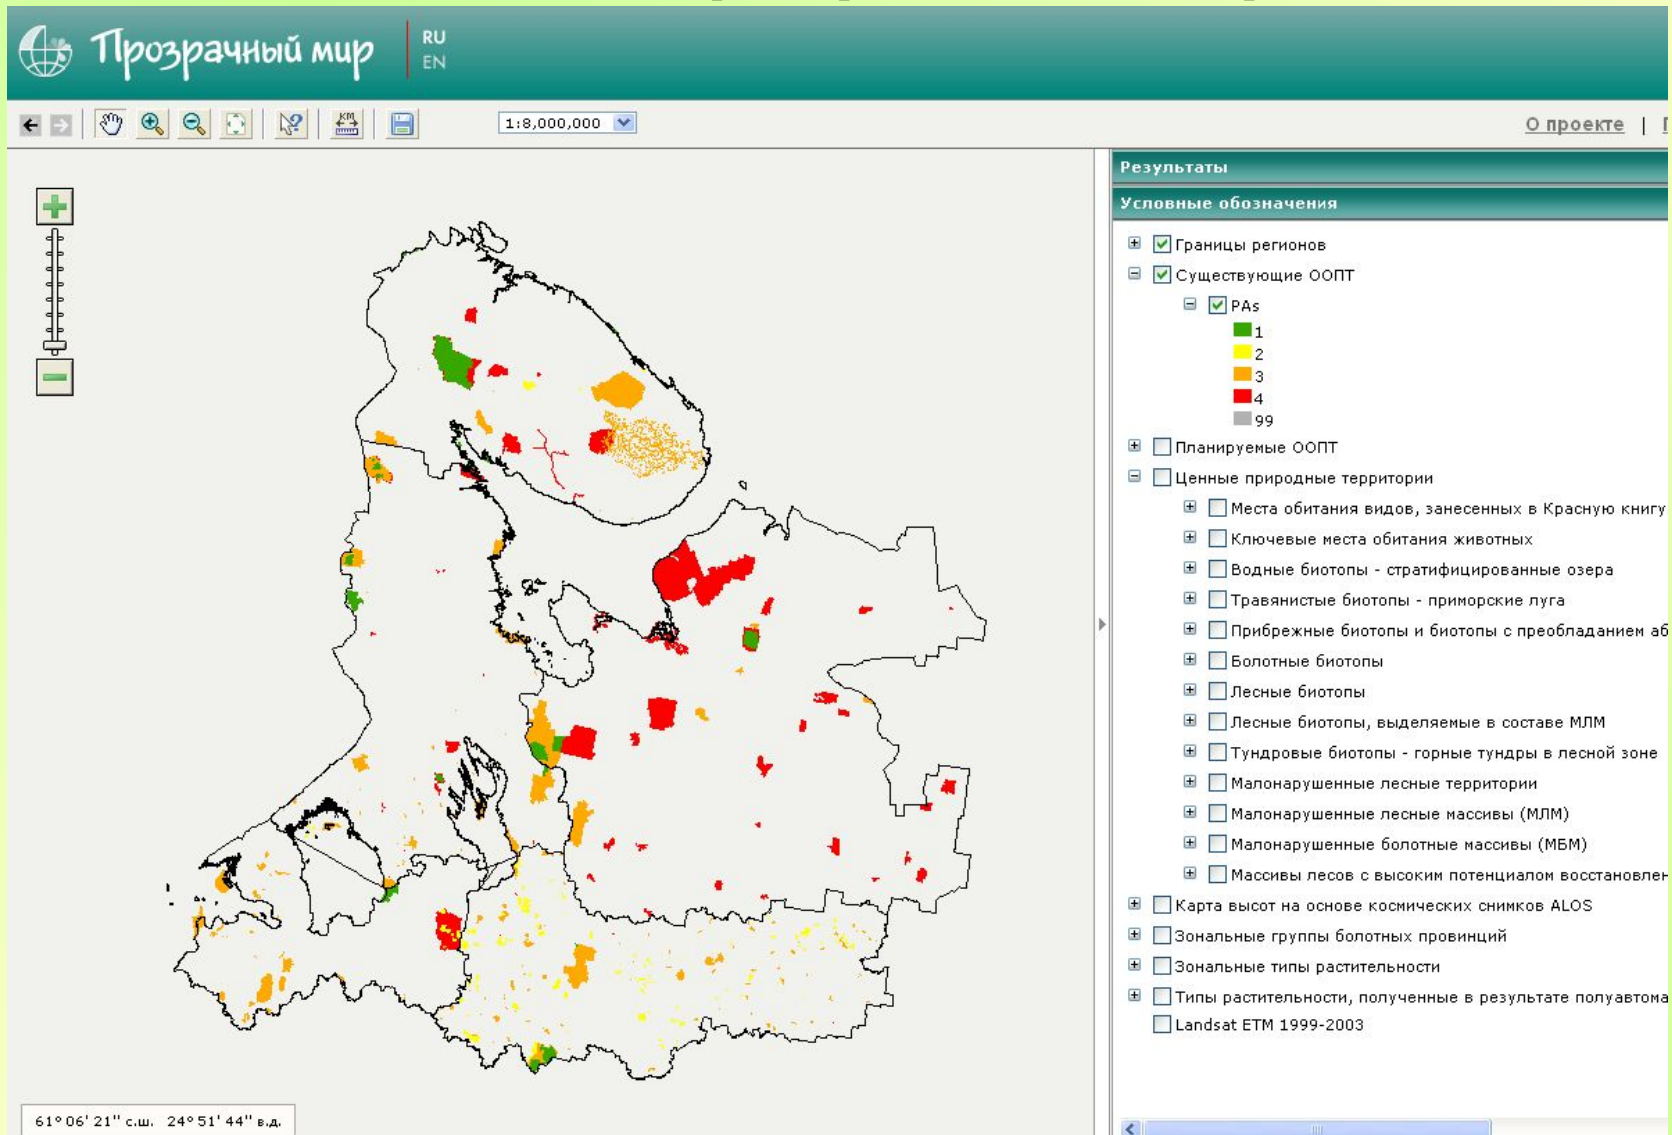 Прозрачный мир
RU
EN
KM
1:8,000,000
О проекте |
Результаты
Условные обозначения
Границы регионов
Существующие ООПТ
PAs
1
2
3
4
99
Планируемые ООПТ
Ценные природные территории
Места обитания видов, занесенных в Красную книгу
Ключевые места обитания животных
Водные биотопы - стратифицированные озера
Травянистые биотопы - приморские луга
Прибрежные биотопы и биотопы с преобладанием аб
Болотные биотопы
Лесные биотопы
Лесные биотопы, выделяемые в составе МЛМ
Тундровые биотопы - горные тундры в лесной зоне
Малонарушенные лесные территории
Малонарушенные лесные массивы (МЛМ)
Малонарушенные болотные массивы (МБМ)
Массивы лесов с высоким потенциалом восстановлен
Карта высот на основе космических снимков ALOS
Зональные группы болотных провинций
Зональные типы растительности
Типы растительности, полученные в результате полуавтома
Landsat ETM 1999-2003
61° 06' 21" с.ш. 24° 51' 44" в.д.